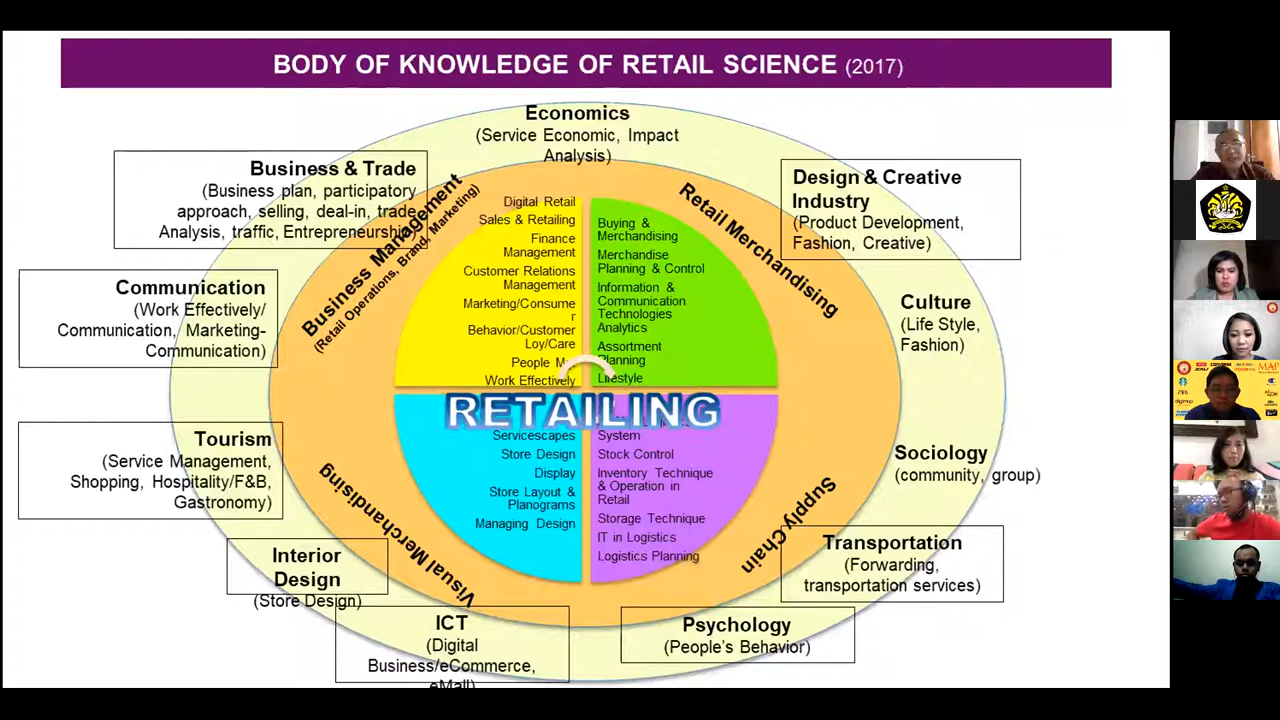 BODY OF KNOWLEDGE OF RETAIL SCIENCE (2017)
Economics
(Service Economic, Impact
Analysis)
Business & Trade
(Business plan, participatory
approach, selling, deal-in, trade
Analysis, traffic, Entrepreneurship)
Communication
(Work Effectively/
Communication, Marketing-
Communication)
Tourism
(Service Management,
Shopping, Hospitality/F&B,
Gastronomy)
Interior
Design
(Store Design)
ICT
(Digital
Business/eCommerce,
eMall)
Psychology
(People's Behavior)
Transportation
(Forwarding,
transportation services)
Sociology
(community, group)
Culture
(Life Style,
Fashion)
Design & Creative
Industry
(Product Development,
Fashion, Creative)
Business Management
(Retail Operations, Brand, Marketing)
Retail Merchandising
Visual Merchandising
Supply Chain
Digital Retail
Sales & Retailing
Finance
Management
Customer Relations
Management
Marketing/Consume
r
Behavior/Customer
Loy/Care
People
Work Effectively
Buying &
Merchandising
Merchandise
Planning & Control
Information &
Communication
Technologies
Analytics
Assortment
Planning
Lifestyle
RETAILING
Servicescapes
Store Design
Display
Store Layout &
Planograms
Managing Design
System
Stock Control
Inventory Technique
& Operation in
Retail
Storage Technique
IT in Logistics
Logistics Planning
MAP